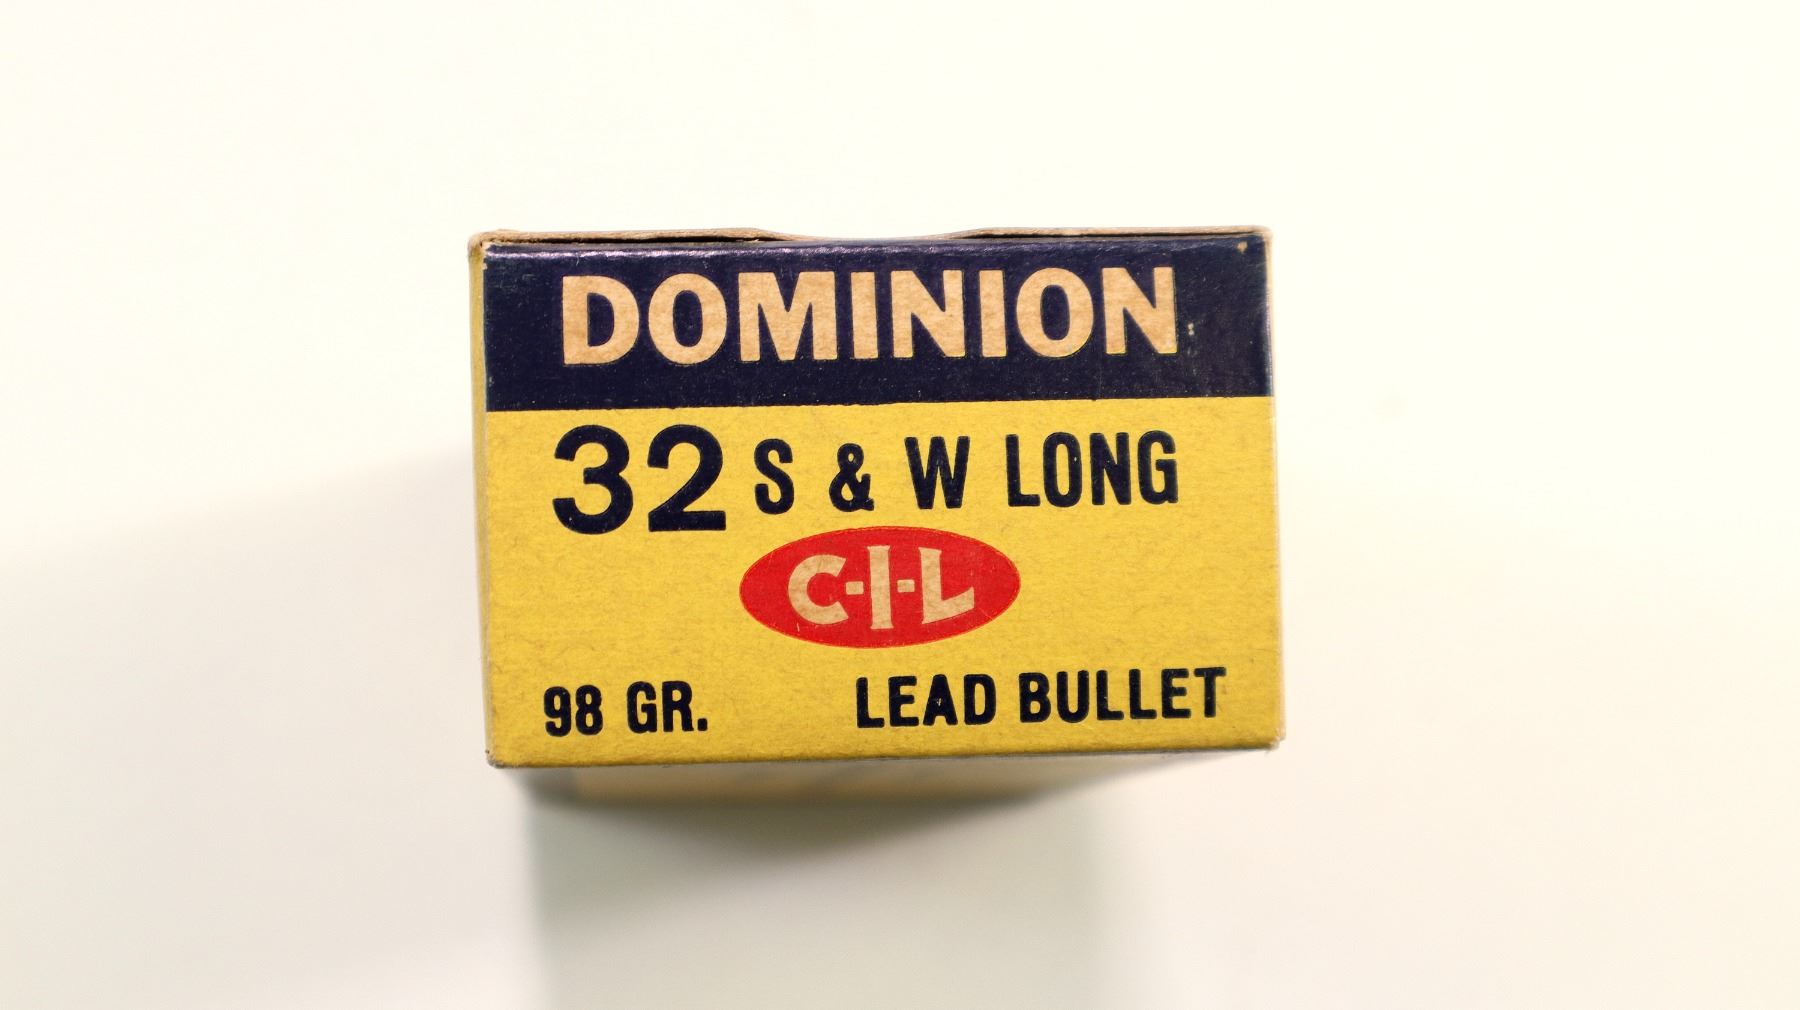 DOMINION
32 S & W LONG
C-I-L
98 GR. LEAD BULLET